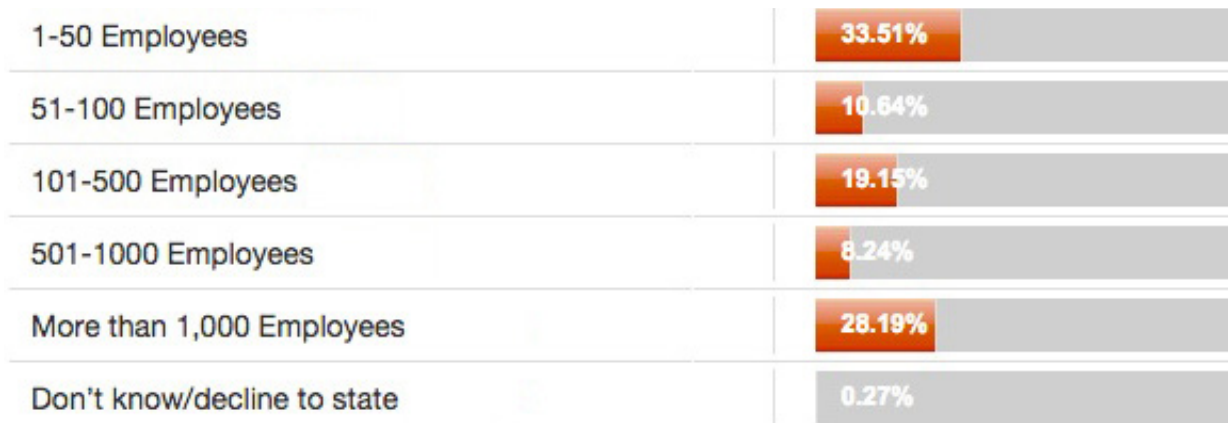 1-50 Employees 33.51%
51-100 Employees 10.64%
101-500 Employees 19.15%
501-1000 Employees 8.24%
More than 1,000 Employees 28.19%
Don’t know/decline to state 0.27%